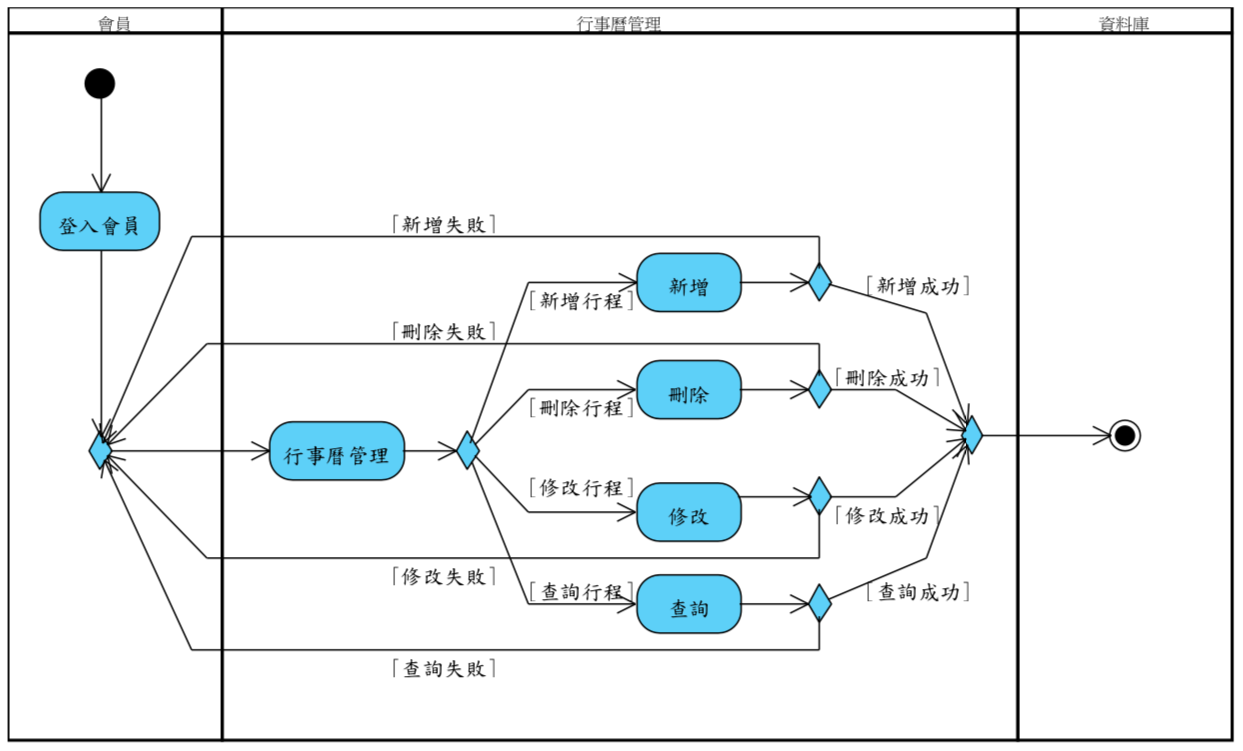 會員
行事曆管理
資料庫
登入會員
「新增失敗」
新增
「新增行程」
「新增成功」
「刪除失敗」
刪除
「刪除行程」
「刪除成功」
行事曆管理
「修改行程」
修改
「修改成功」
「修改失敗」
「查詢行程」
查詢
「查詢成功」
「查詢失敗」